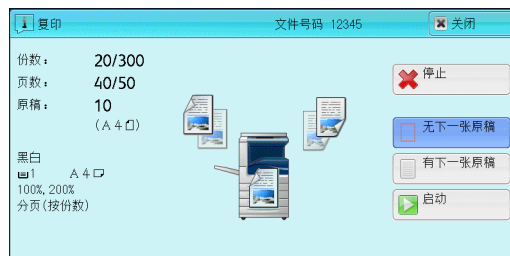 复印
文件号码 12345
关闭
份数: 20/300
页数: 40/50
原稿: 10
(A4)
黑白
1 A4
100%, 200%
分页(按份数)
停止
无下一张原稿
有下一张原稿
启动